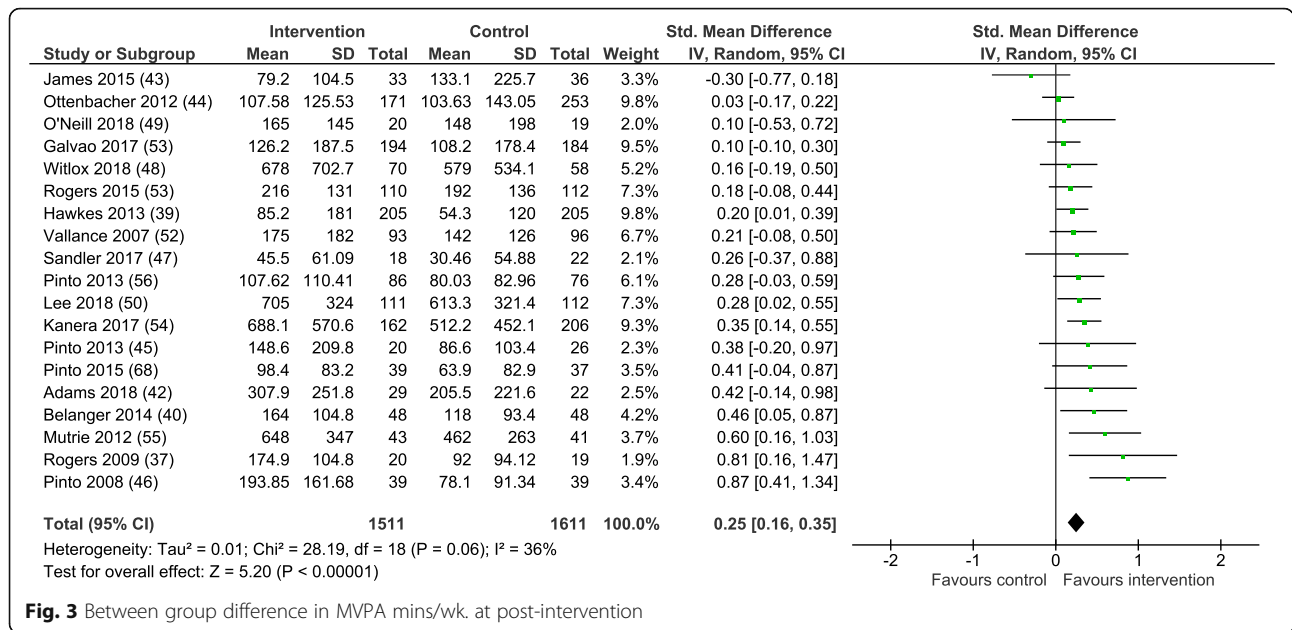 Intervention Control Std. Mean Difference Std. Mean Difference
Study or Subgroup Mean SD Total Mean SD Total Weight IV, Random, 95% CI IV, Random, 95% CI
James 2015 (43) 79.2 104.5 33 133.1 225.7 36 3.3% -0.30 [-0.77, 0.18]
Ottenbacher 2012 (44) 107.58 125.53 171 103.63 143.05 253 9.8% 0.03 [-0.17, 0.22]
O'Neill 2018 (49) 165 145 20 148 198 19 2.0% 0.10 [-0.53, 0.72]
Galvao 2017 (53) 126.2 187.5 194 108.2 178.4 184 9.5% 0.10 [-0.10, 0.30]
Witlox 2018 (48) 678 702.7 70 579 534.1 58 5.2% 0.16 [-0.19, 0.50]
Rogers 2015 (53) 216 131 110 192 136 112 7.3% 0.18 [-0.08, 0.44]
Hawkes 2013 (39) 85.2 181 205 54.3 120 205 9.8% 0.20 [0.01, 0.39]
Vallance 2007 (52) 175 182 93 142 126 96 6.7% 0.21 [-0.08, 0.50]
Sandler 2017 (47) 45.5 61.09 18 30.46 54.88 22 2.1% 0.26 [-0.37, 0.88]
Pinto 2013 (56) 107.62 110.41 86 80.03 82.96 76 6.1% 0.28 [-0.03, 0.59]
Lee 2018 (50) 705 324 111 613.3 321.4 112 7.3% 0.28 [0.02, 0.55]
Kanera 2017 (54) 688.1 570.6 162 512.2 452.1 206 9.3% 0.35 [0.14, 0.55]
Pinto 2013 (45) 148.6 209.8 20 86.6 103.4 26 2.3% 0.38 [-0.20, 0.97]
Pinto 2015 (68) 98.4 83.2 39 63.9 82.9 37 3.5% 0.41 [-0.04, 0.87]
Adams 2018 (42) 307.9 251.8 29 205.5 221.6 22 2.5% 0.42 [-0.14, 0.98]
Belanger 2014 (40) 164 104.8 48 118 93.4 48 4.2% 0.46 [0.05, 0.87]
Mutrie 2012 (55) 648 347 43 462 263 41 3.7% 0.60 [0.16, 1.03]
Rogers 2009 (37) 174.9 104.8 20 92 94.12 19 1.9% 0.81 [0.16, 1.47]
Pinto 2008 (46) 193.85 161.68 39 78.1 91.34 39 3.4% 0.87 [0.41, 1.34]
Total (95% CI) 1511 1611 100.0% 0.25 [0.16, 0.35]
Heterogeneity: Tau² = 0.01; Chi² = 28.19, df = 18 (P = 0.06); I² = 36%
Test for overall effect: Z = 5.20 (P < 0.00001)
-2 -1 0 1 2
Favours control Favours intervention
Fig. 3 Between group difference in MVPA mins/wk. at post-intervention